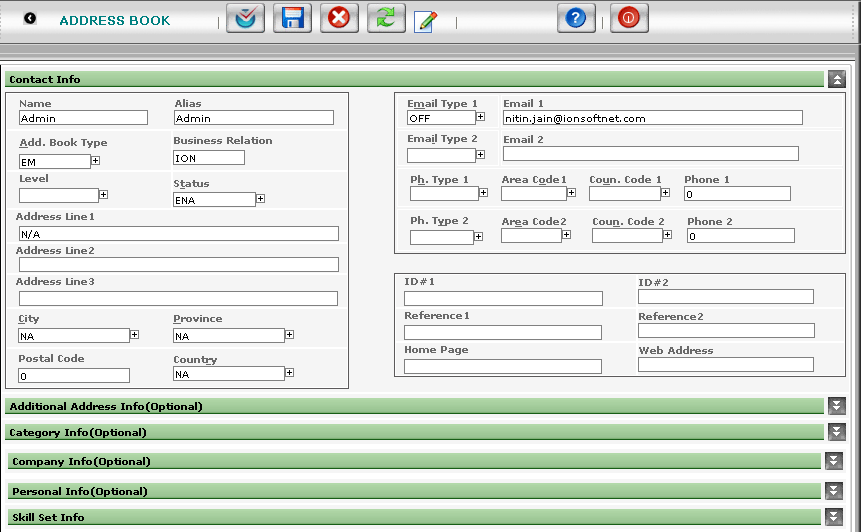 ADDRESS BOOK
Contact Info
Name Alias
Admin Admin
Add. Book Type Business Relation
EM ION
Level Status
ENA
Address Line1
N/A
Address Line2
Address Line3
City Province
NA NA
Postal Code Country
0 NA
Email Type 1 Email 1
OFF nitin.jain@ionsoftnet.com
Email Type 2 Email 2
Ph. Type 1 Area Code1 Coun. Code 1 Phone 1
0
Ph. Type 2 Area Code2 Coun. Code 2 Phone 2
0
ID#1 ID#2
Reference1 Reference2
Home Page Web Address
Additional Address Info(Optional)
Category Info(Optional)
Company Info(Optional)
Personal Info(Optional)
Skill Set Info